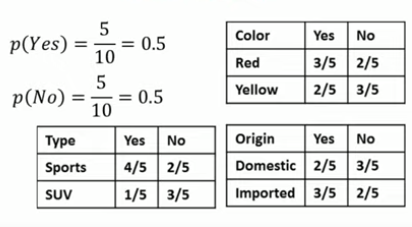 p(Yes) = 5/10 = 0.5
p(No) = 5/10 = 0.5
Color Yes No
Red 3/5 2/5
Yellow 2/5 3/5
Type Yes No
Sports 4/5 2/5
SUV 1/5 3/5
Origin Yes No
Domestic 2/5 3/5
Imported 3/5 2/5